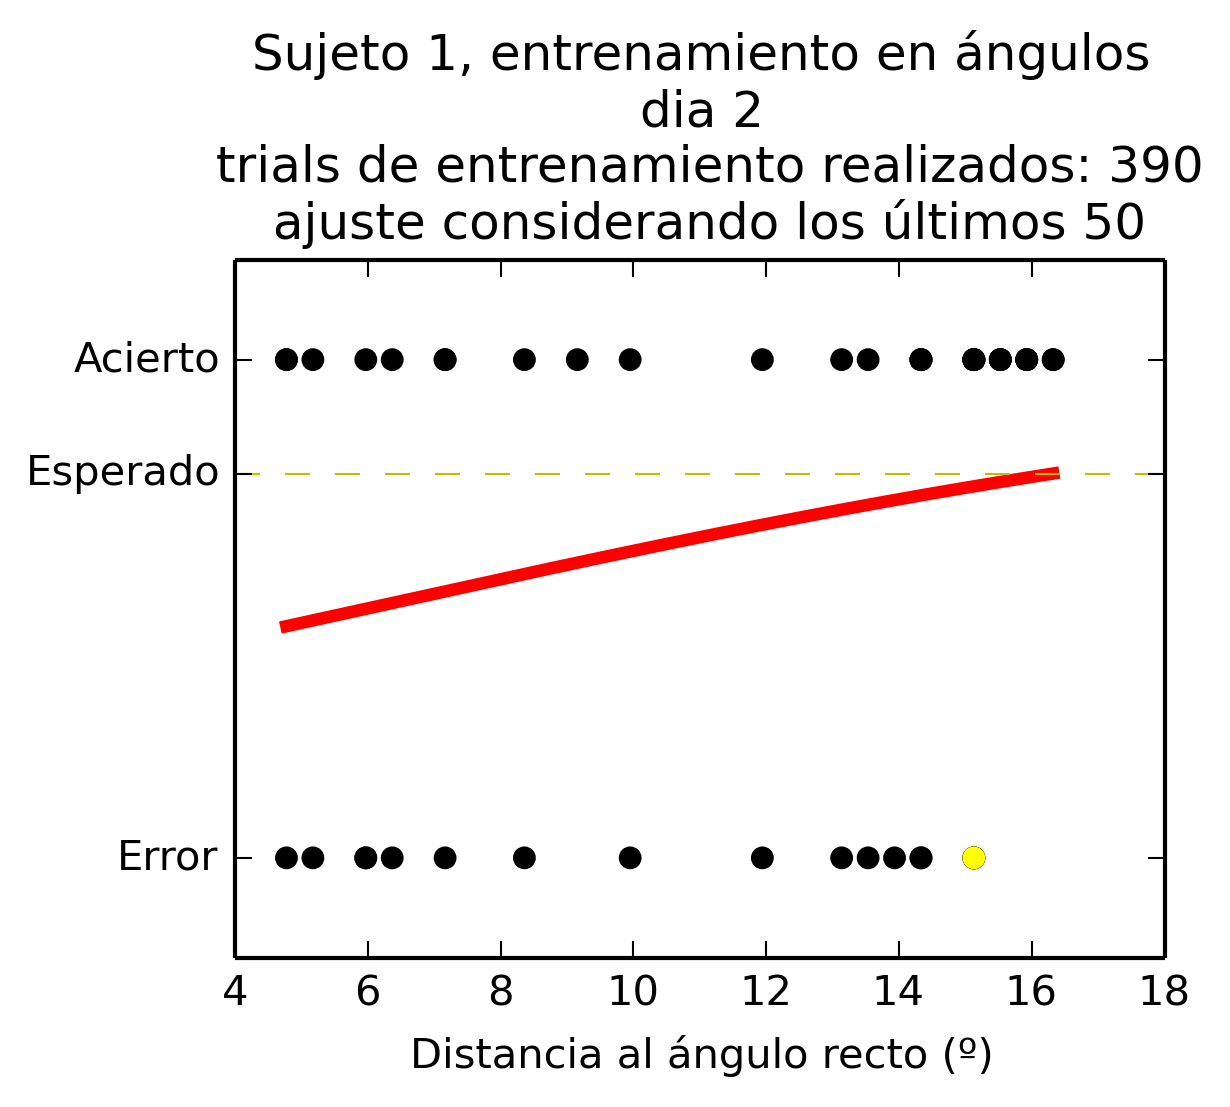 Sujeto 1, entrenamiento en ángulos
dia 2
trials de entrenamiento realizados: 390
ajuste considerando los últimos 50
Acierto
Esperado
Error
4 6 8 10 12 14 16 18
Distancia al ángulo recto (º)